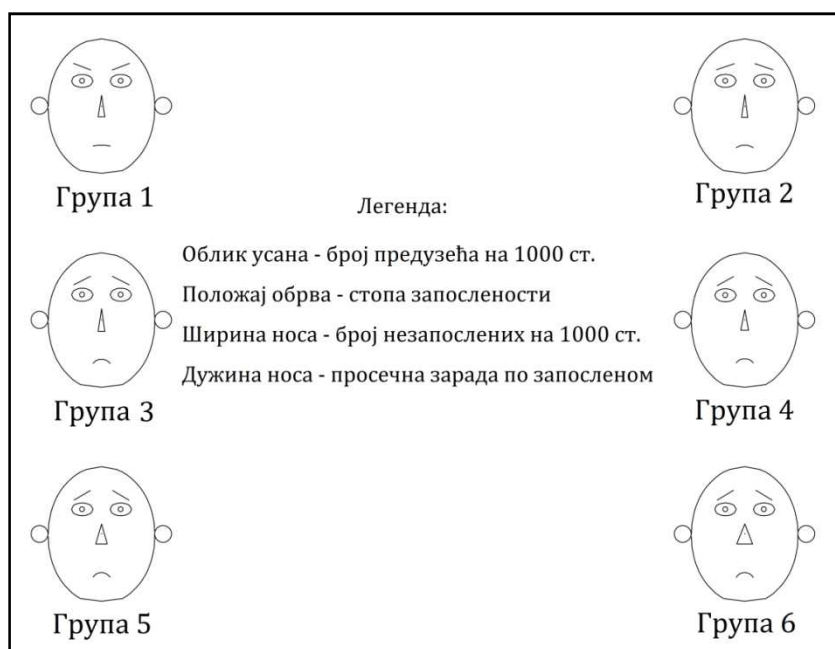 Група 1
Група 2
Легенда:
Облик усана - број предузећа на 1000 ст.
Положај обрва - стопа запослености
Ширина носа - број незапослених на 1000 ст.
Дужина носа - просечна зарада по запосленом
Група 3
Група 4
Група 5
Група 6